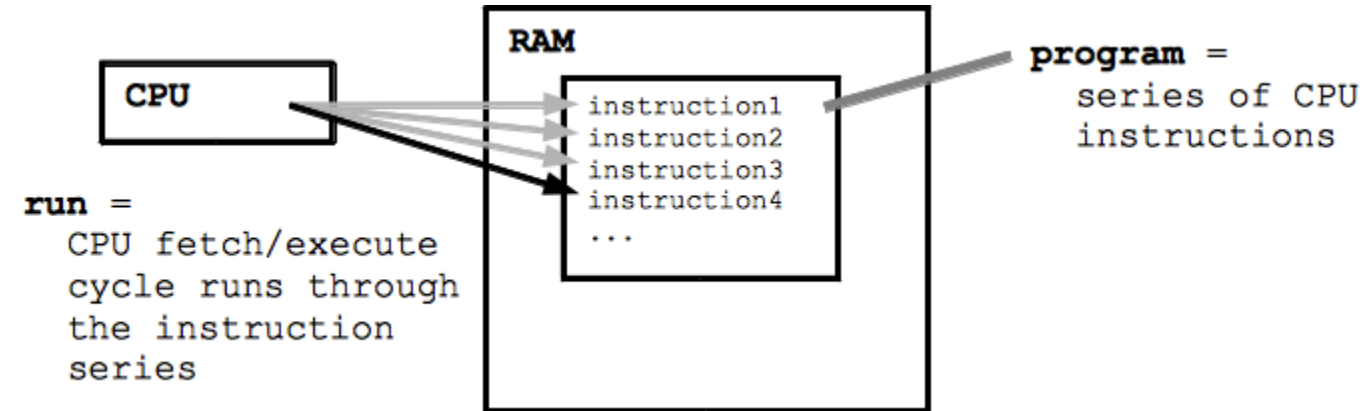 CPU
run =
CPU fetch/execute
cycle runs through
the instruction
series
RAM
instruction1
instruction2
instruction3
instruction4
...
program =
series of CPU
instructions